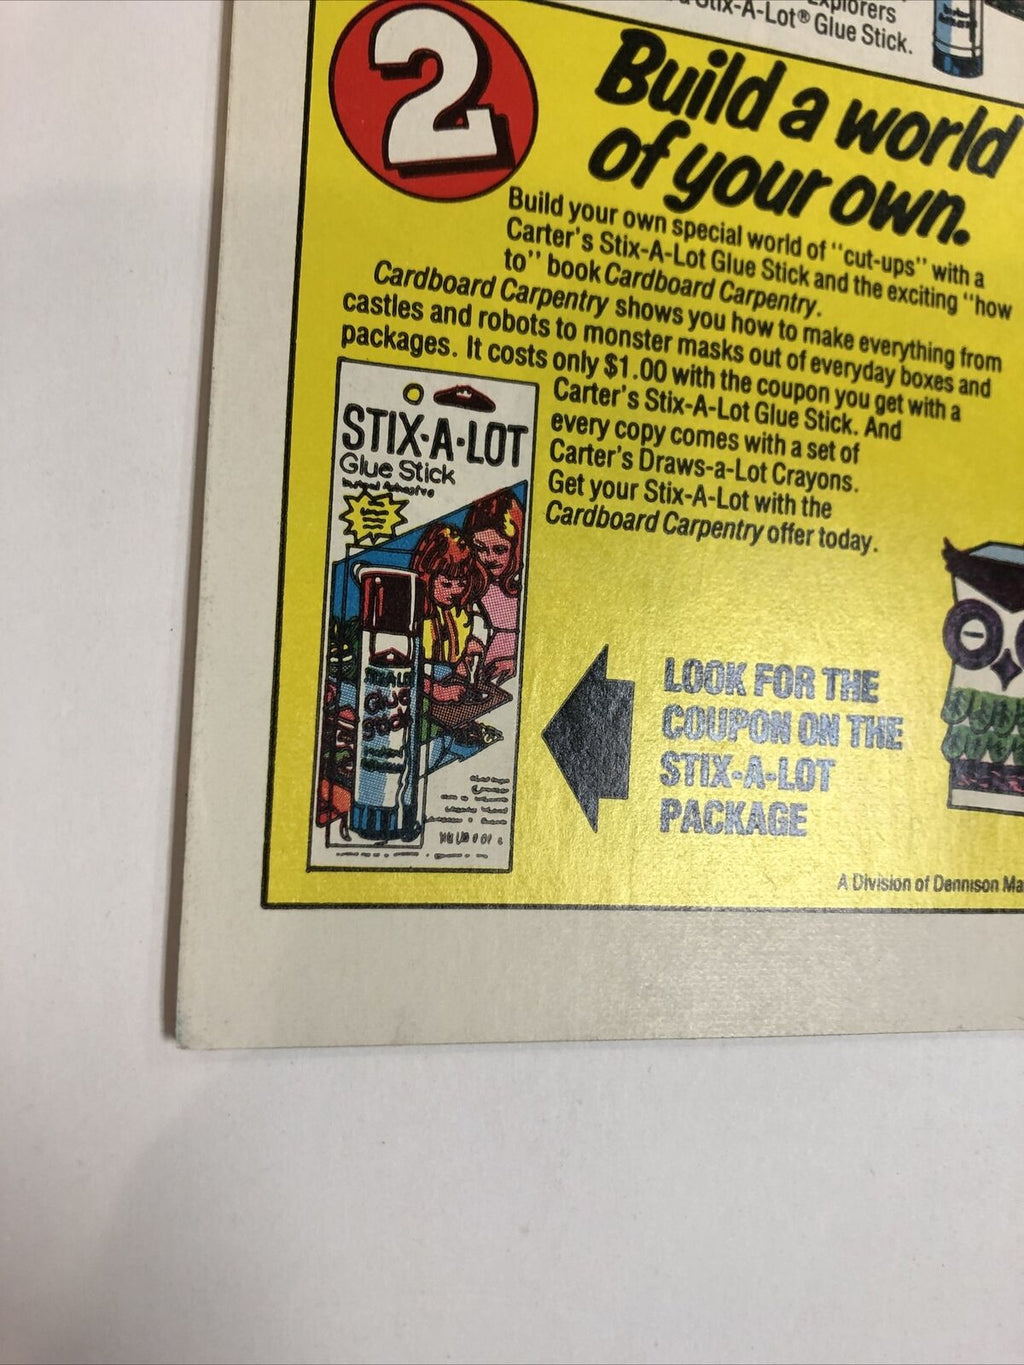 Explorers
Stix-A-Lot® Glue Stick.
2
Build a world
of your own.
Build your own special world of "cut-ups" with a
Carter's Stix-A-Lot Glue Stick and the exciting "how
to" book Cardboard Carpentry.
Cardboard Carpentry shows you how to make everything from
castles and robots to monster masks out of everyday boxes and
packages. It costs only $1.00 with the coupon you get with a
Carter's Stix-A-Lot Glue Stick. And
every copy comes with a set of
Carter's Draws-a-Lot Crayons.
Get your Stix-A-Lot with the
Cardboard Carpentry offer today.
STIX-A-LOT
Glue Stick
Instant Adhesive
Glue
Stick
LOOK FOR THE
COUPON ON THE
STIX-A-LOT
PACKAGE
A Division of Dennison Ma